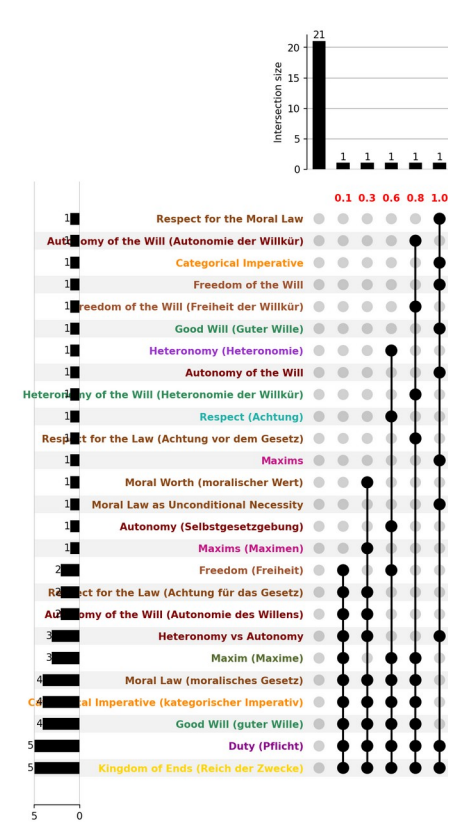 21
20
15
10
5
0
Intersection size
1 1 1 1 1
0.1 0.3 0.6 0.8 1.0
1 Respect for the Moral Law
1 Autonomy of the Will (Autonomie der Willkür)
1 Categorical Imperative
1 Freedom of the Will
1 Freedom of the Will (Freiheit der Willkür)
1 Good Will (Guter Wille)
1 Heteronomy (Heteronomie)
1 Autonomy of the Will
1 Heteronomy of the Will (Heteronomie der Willkür)
1 Respect (Achtung)
1 Respect for the Law (Achtung vor dem Gesetz)
1 Maxims
1 Moral Worth (moralischer Wert)
1 Moral Law as Unconditional Necessity
1 Autonomy (Selbstgesetzgebung)
1 Maxims (Maximen)
2 Freedom (Freiheit)
2 Respect for the Law (Achtung für das Gesetz)
2 Autonomy of the Will (Autonomie des Willens)
3 Heteronomy vs Autonomy
3 Maxim (Maxime)
4 Moral Law (moralisches Gesetz)
4 Categorical Imperative (kategorischer Imperativ)
4 Good Will (guter Wille)
5 Duty (Pflicht)
5 Kingdom of Ends (Reich der Zwecke)
5 0